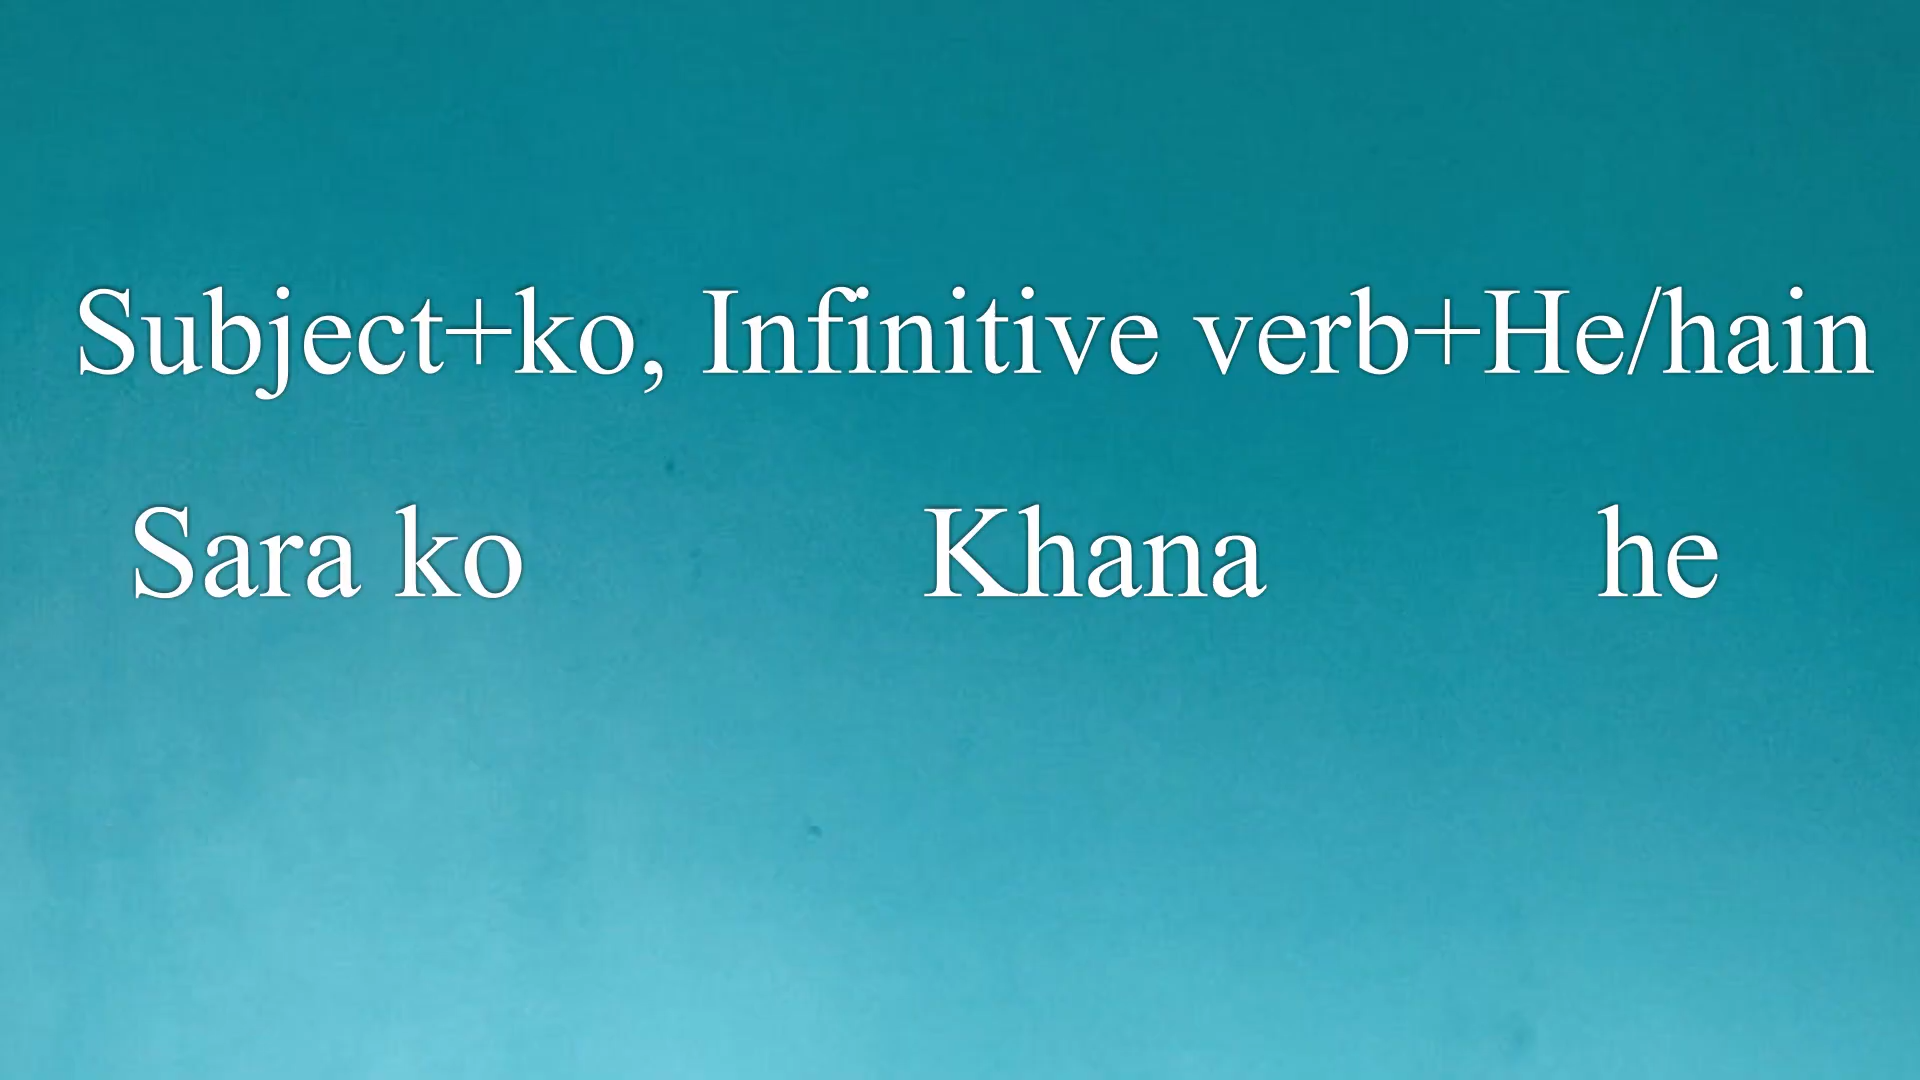 Subject+ko, Infinitive verb+He/hain
Sara ko Khana he